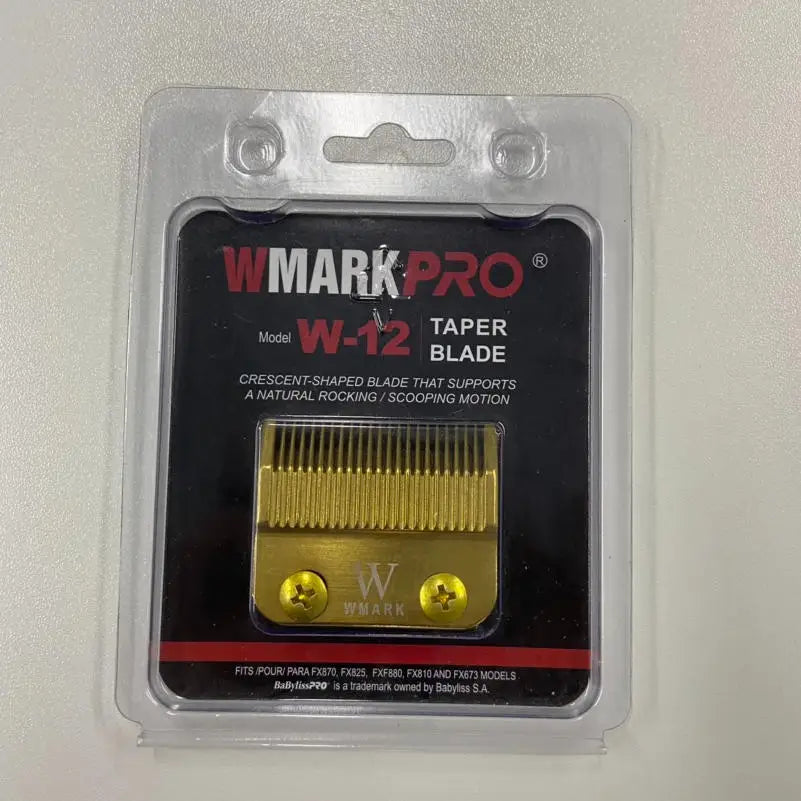 WMARKPRO®
Model W-12 TAPER BLADE
CRESCENT-SHAPED BLADE THAT SUPPORTS
A NATURAL ROCKING / SCOOPING MOTION
W
WMARK
FITS /POUR/ PARA FX870, FX825, FXF880, FX810 AND FX673 MODELS
BaBylissPRO® is a trademark owned by Babyliss S.A.